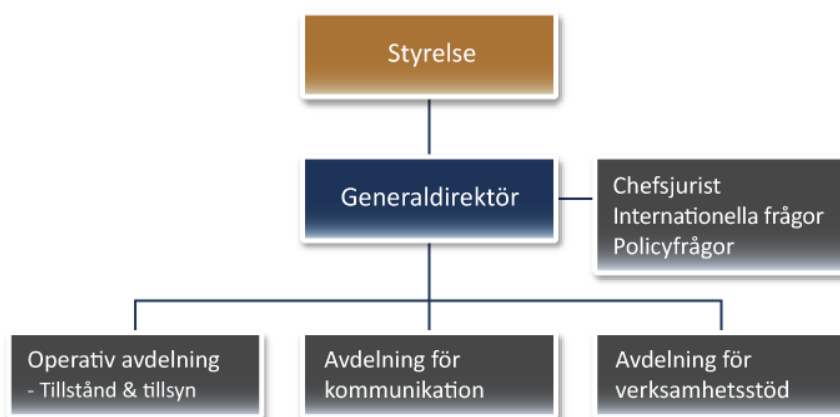 Styrelse
Generaldirektör
Chefsjurist
Internationella frågor
Policyfrågor
Operativ avdelning
- Tillstånd & tillsyn
Avdelning för
kommunikation
Avdelning för
verksamhetsstöd